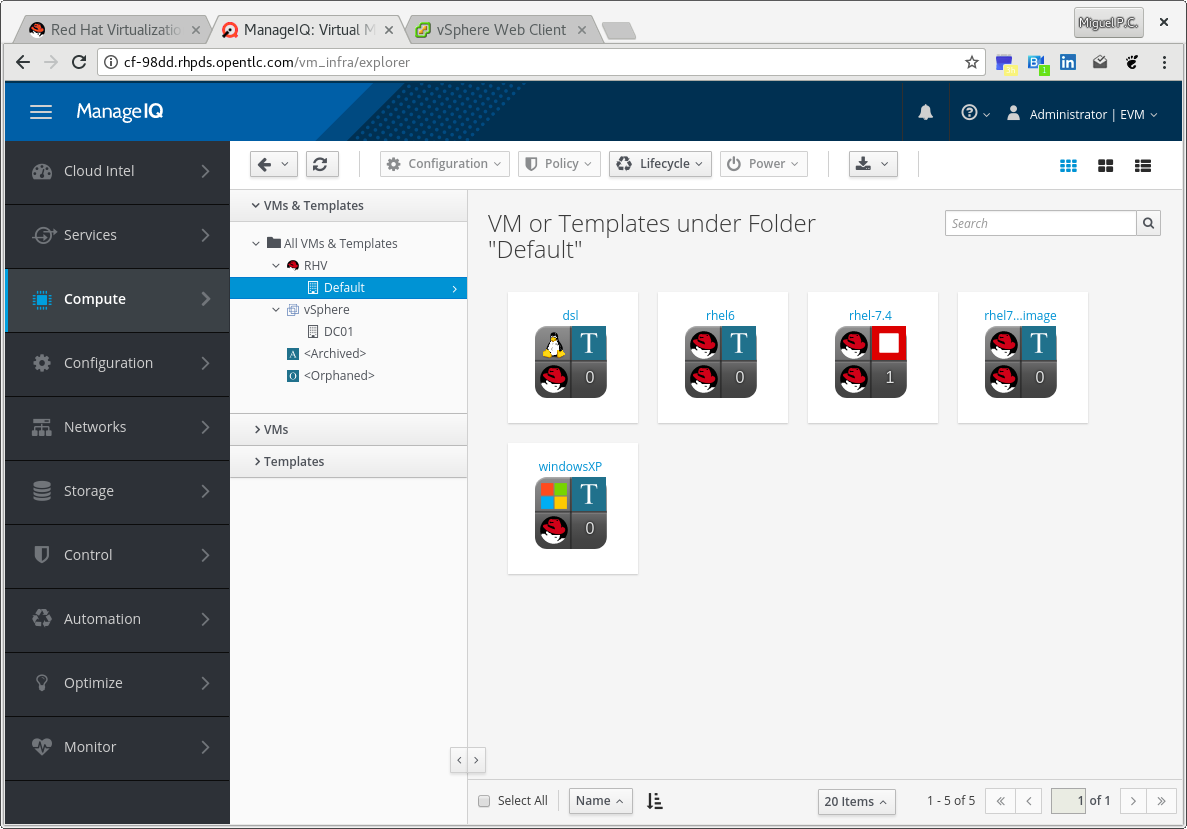 Red Hat Virtualizatio
ManageIQ: Virtual M
vSphere Web Client
Miguel P.C.
cf-98dd.rhpds.opentlc.com/vm_infra/explorer
1
ManageIQ
Administrator | EVM
Cloud Intel
Services
Compute
Configuration
Networks
Storage
Control
Automation
Optimize
Monitor
Configuration
Policy
Lifecycle
Power
VMs & Templates
All VMs & Templates
RHV
Default
vSphere
DC01
A <Archived>
O <Orphaned>
VMs
Templates
VM or Templates under Folder
"Default"
Search
dsl
T
0
rhel6
T
0
rhel-7.4
1
rhel7...image
T
0
windowsXP
T
0
Select All
Name
20 Items
1 - 5 of 5
1 of 1